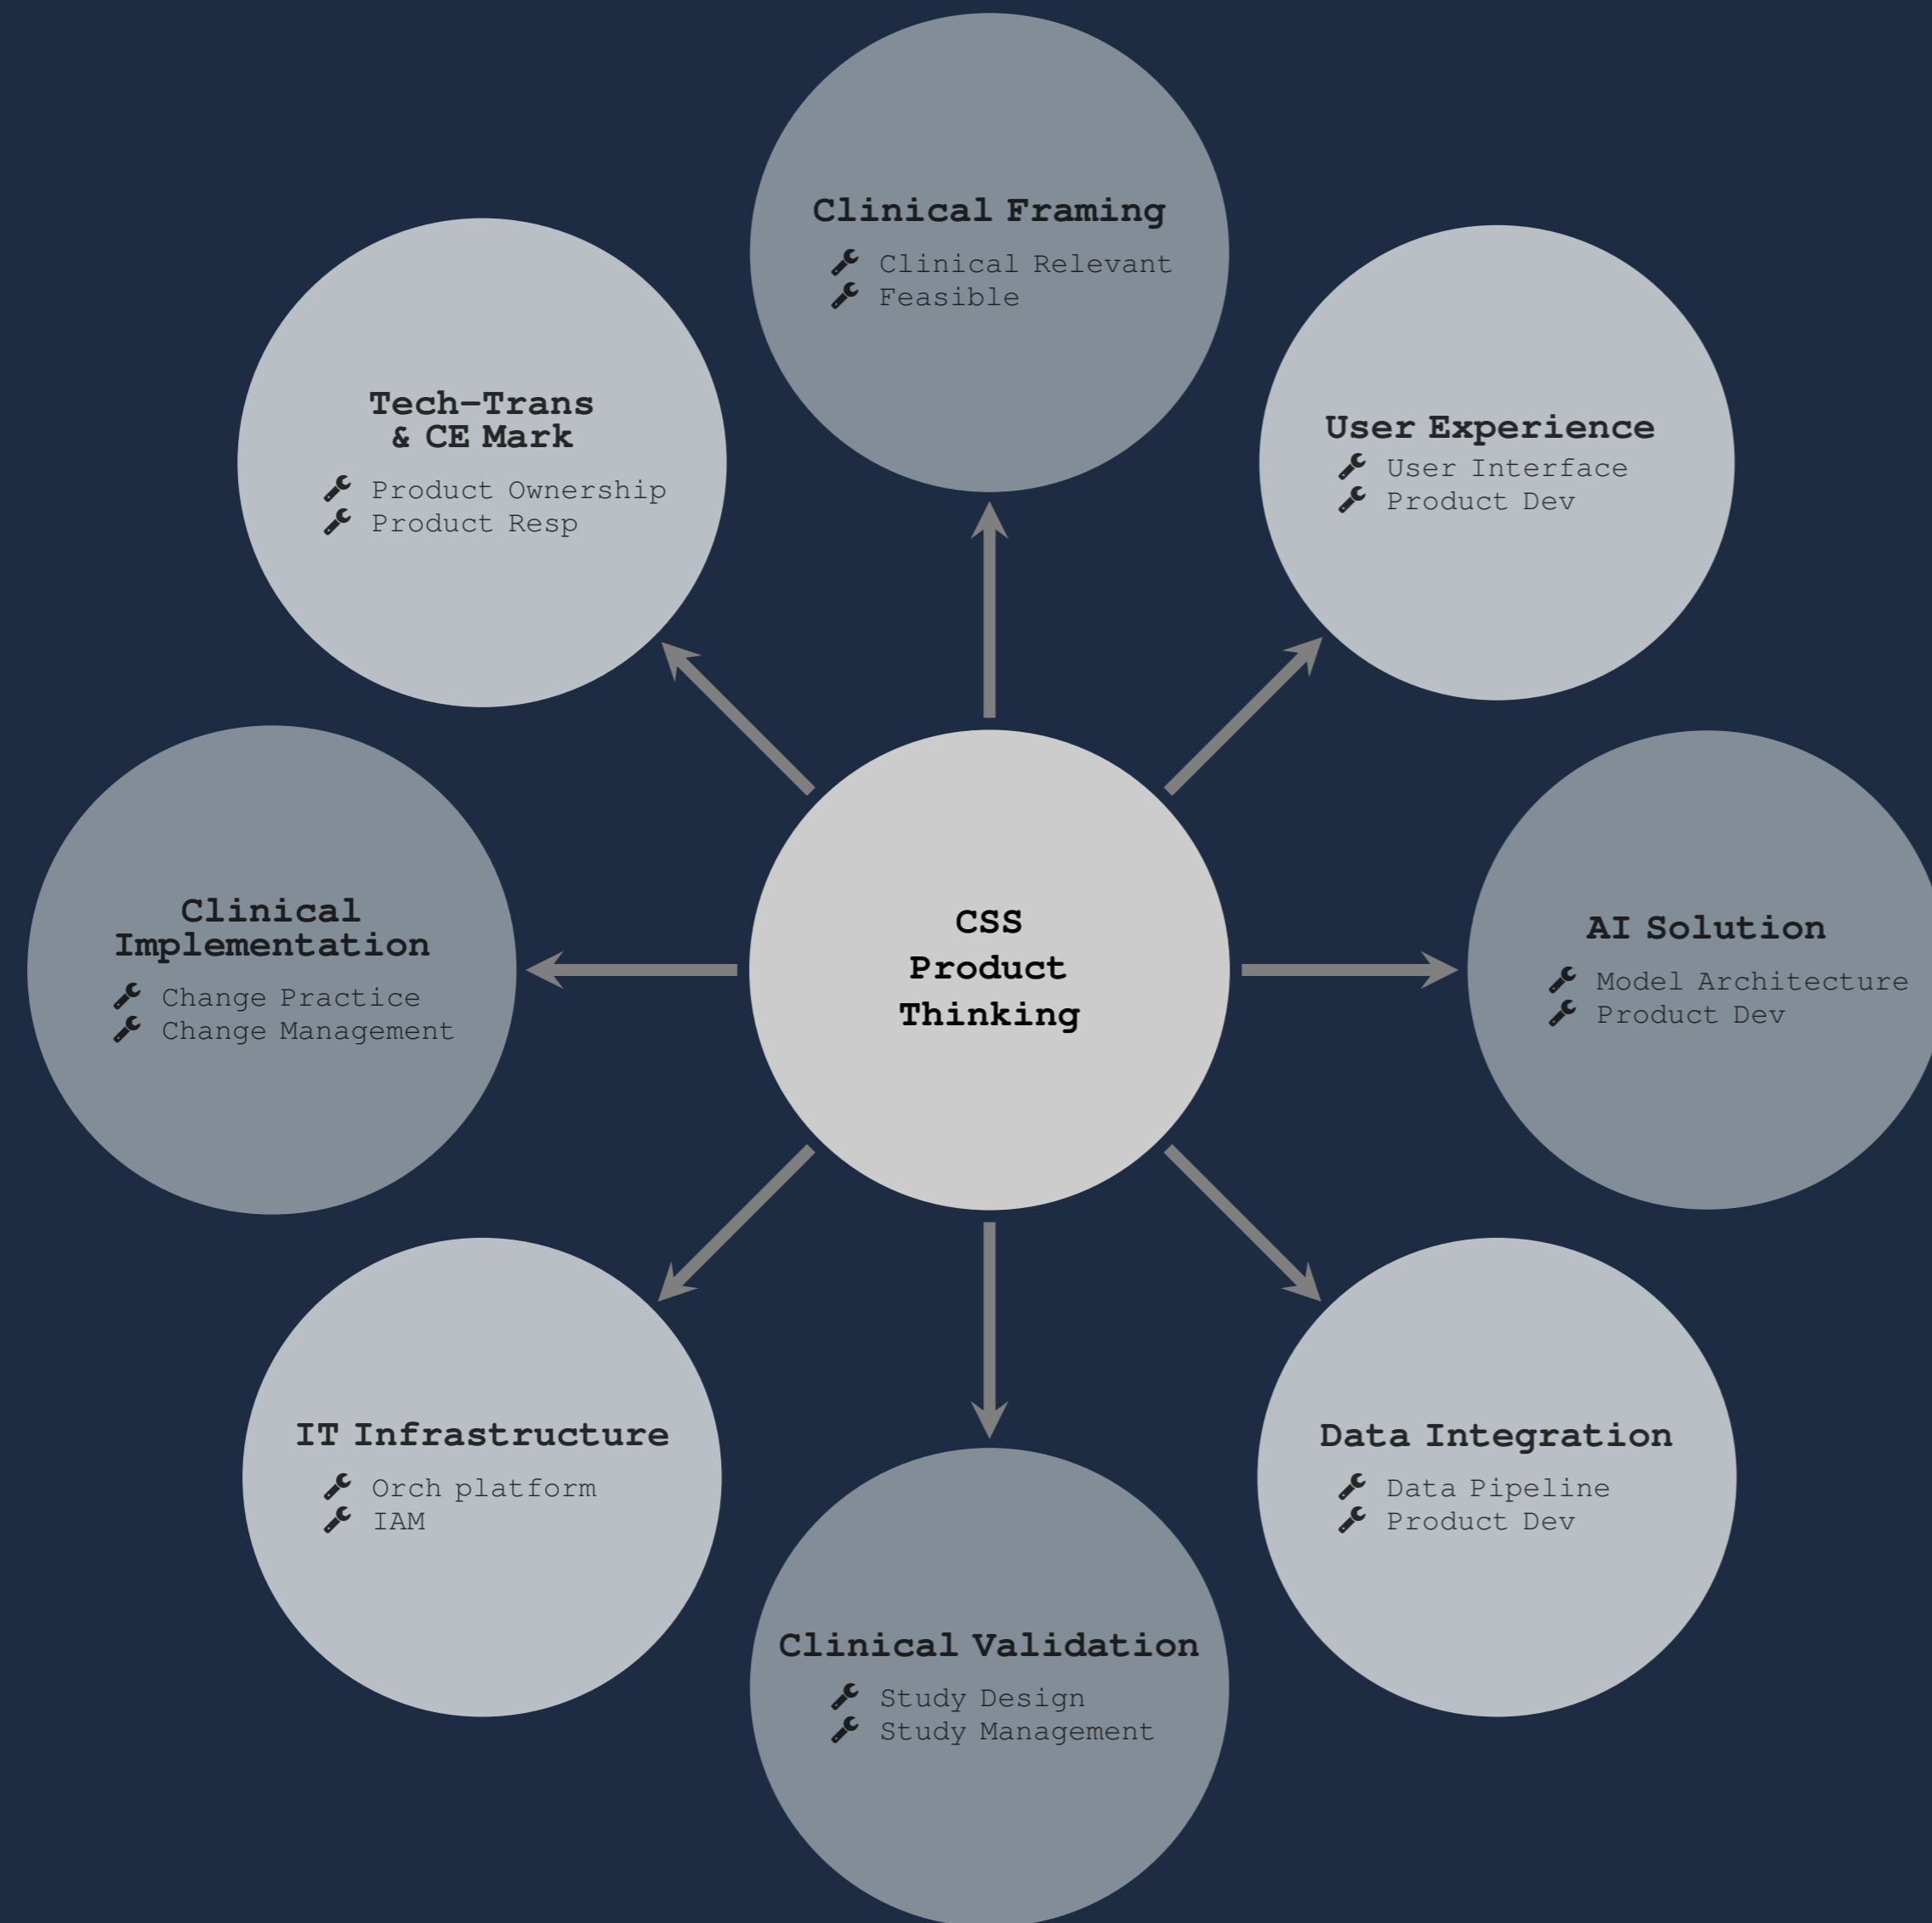 Clinical Framing
Clinical Relevant
Feasible
Tech-Trans
& CE Mark
Product Ownership
Product Resp
User Experience
User Interface
Product Dev
Clinical
Implementation
Change Practice
Change Management
CSS
Product
Thinking
AI Solution
Model Architecture
Product Dev
IT Infrastructure
Orch platform
IAM
Data Integration
Data Pipeline
Product Dev
Clinical Validation
Study Design
Study Management